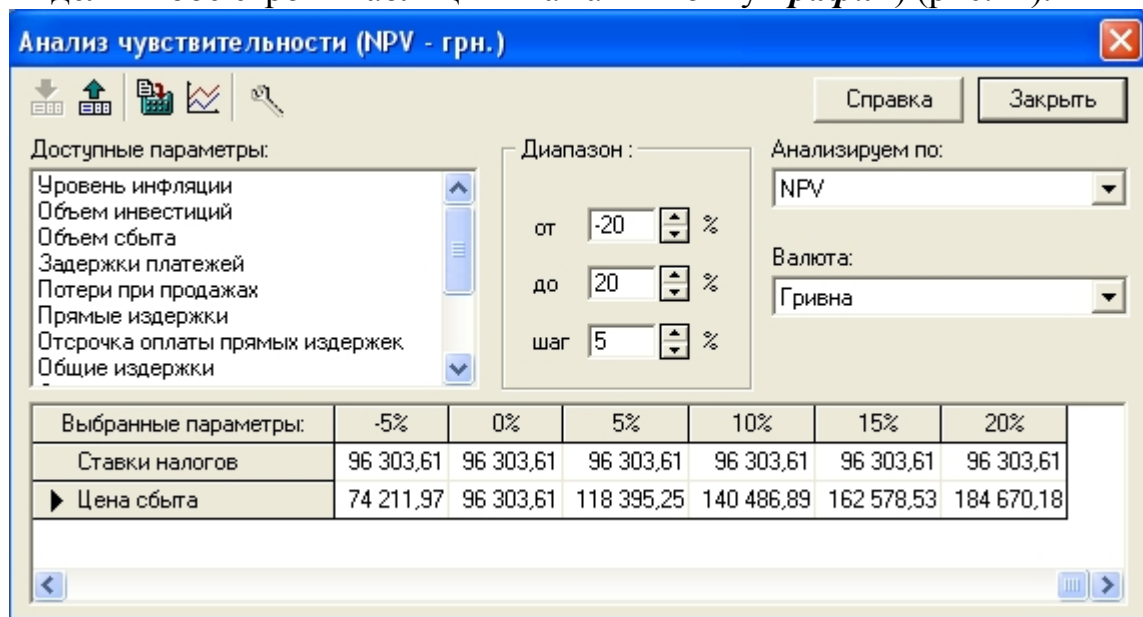 Анализ чувствительности (NPV - грн.)
Справка Закрыть
Доступные параметры:
Уровень инфляции
Объем инвестиций
Объем сбыта
Задержки платежей
Потери при продажах
Прямые издержки
Отсрочка оплаты прямых издержек
Общие издержки
Диапазон :
от -20 %
до 20 %
шаг 5 %
Анализируем по:
NPV
Валюта:
Гривна
Выбранные параметры: -5% 0% 5% 10% 15% 20%
Ставки налогов 96 303,61 96 303,61 96 303,61 96 303,61 96 303,61 96 303,61
Цена сбыта 74 211,97 96 303,61 118 395,25 140 486,89 162 578,53 184 670,18